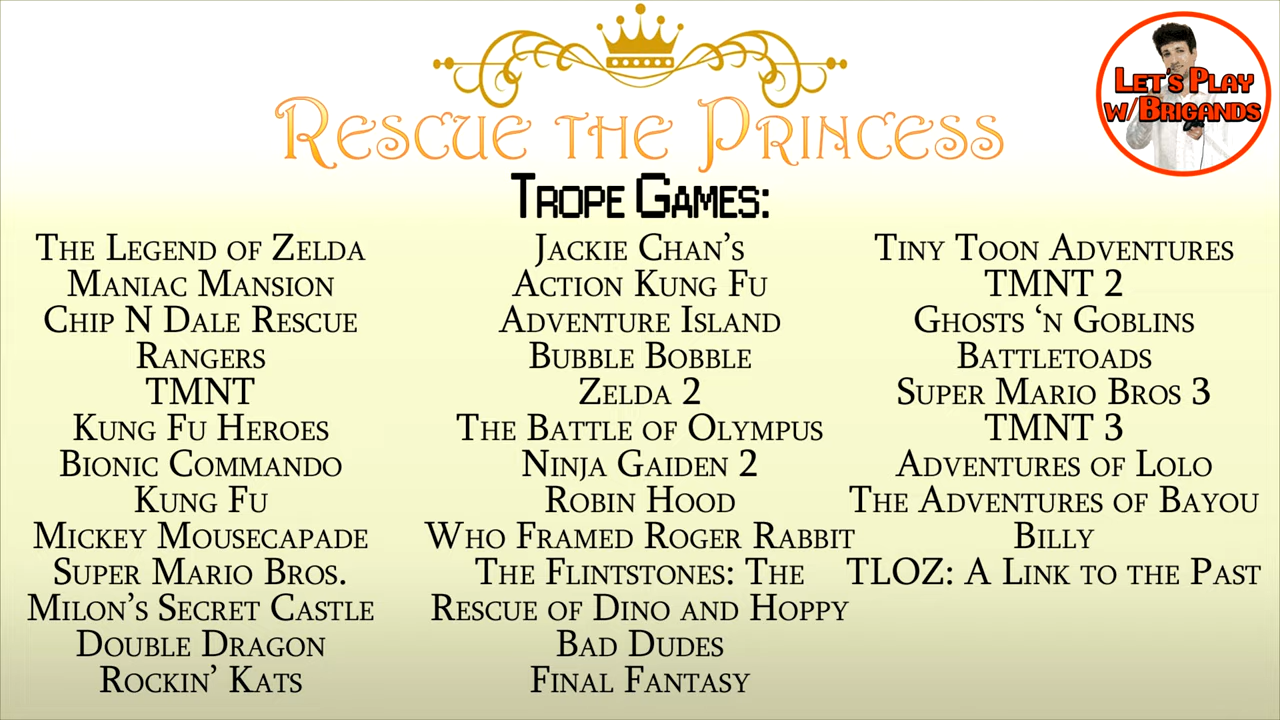 Rescue the Princess
Let's Play
w/Brigands
Trope Games:
The Legend of Zelda
Maniac Mansion
Chip N Dale Rescue
Rangers
TMNT
Kung Fu Heroes
Bionic Commando
Kung Fu
Mickey Mousecapade
Super Mario Bros.
Milon's Secret Castle
Double Dragon
Rockin' Kats
Jackie Chan's
Action Kung Fu
Adventure Island
Bubble Bobble
Zelda 2
The Battle of Olympus
Ninja Gaiden 2
Robin Hood
Who Framed Roger Rabbit
The Flintstones: The
Rescue of Dino and Hoppy
Bad Dudes
Final Fantasy
Tiny Toon Adventures
TMNT 2
Ghosts 'n Goblins
Battletoads
Super Mario Bros 3
TMNT 3
Adventures of Lolo
The Adventures of Bayou
Billy
TLOZ: A Link to the Past